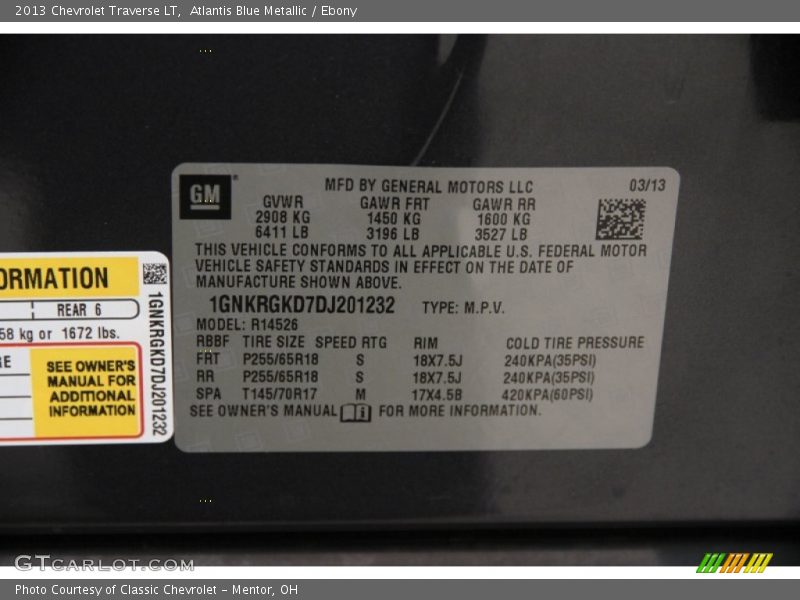 2013 Chevrolet Traverse LT, Atlantis Blue Metallic / Ebony
GM
MFD BY GENERAL MOTORS LLC 03/13
GVWR GAWR FRT GAWR RR
2908 KG 1450 KG 1600 KG
6411 LB 3196 LB 3527 LB
THIS VEHICLE CONFORMS TO ALL APPLICABLE U.S. FEDERAL MOTOR
VEHICLE SAFETY STANDARDS IN EFFECT ON THE DATE OF
MANUFACTURE SHOWN ABOVE.
1GNKRGKD7DJ201232 TYPE: M.P.V.
MODEL: R14526
RBBF TIRE SIZE SPEED RTG RIM COLD TIRE PRESSURE
FRT P255/65R18 S 18X7.5J 240KPA(35PSI)
RR P255/65R18 S 18X7.5J 240KPA(35PSI)
SPA T145/70R17 M 17X4.5B 420KPA(60PSI)
SEE OWNER'S MANUAL i FOR MORE INFORMATION.
ORMATION
REAR 6
58 kg or 1672 lbs.
RE
SEE OWNER'S
MANUAL FOR
ADDITIONAL
INFORMATION
1GNKRGKD7DJ201232
GTCARLOT.COM
Photo Courtesy of Classic Chevrolet - Mentor, OH